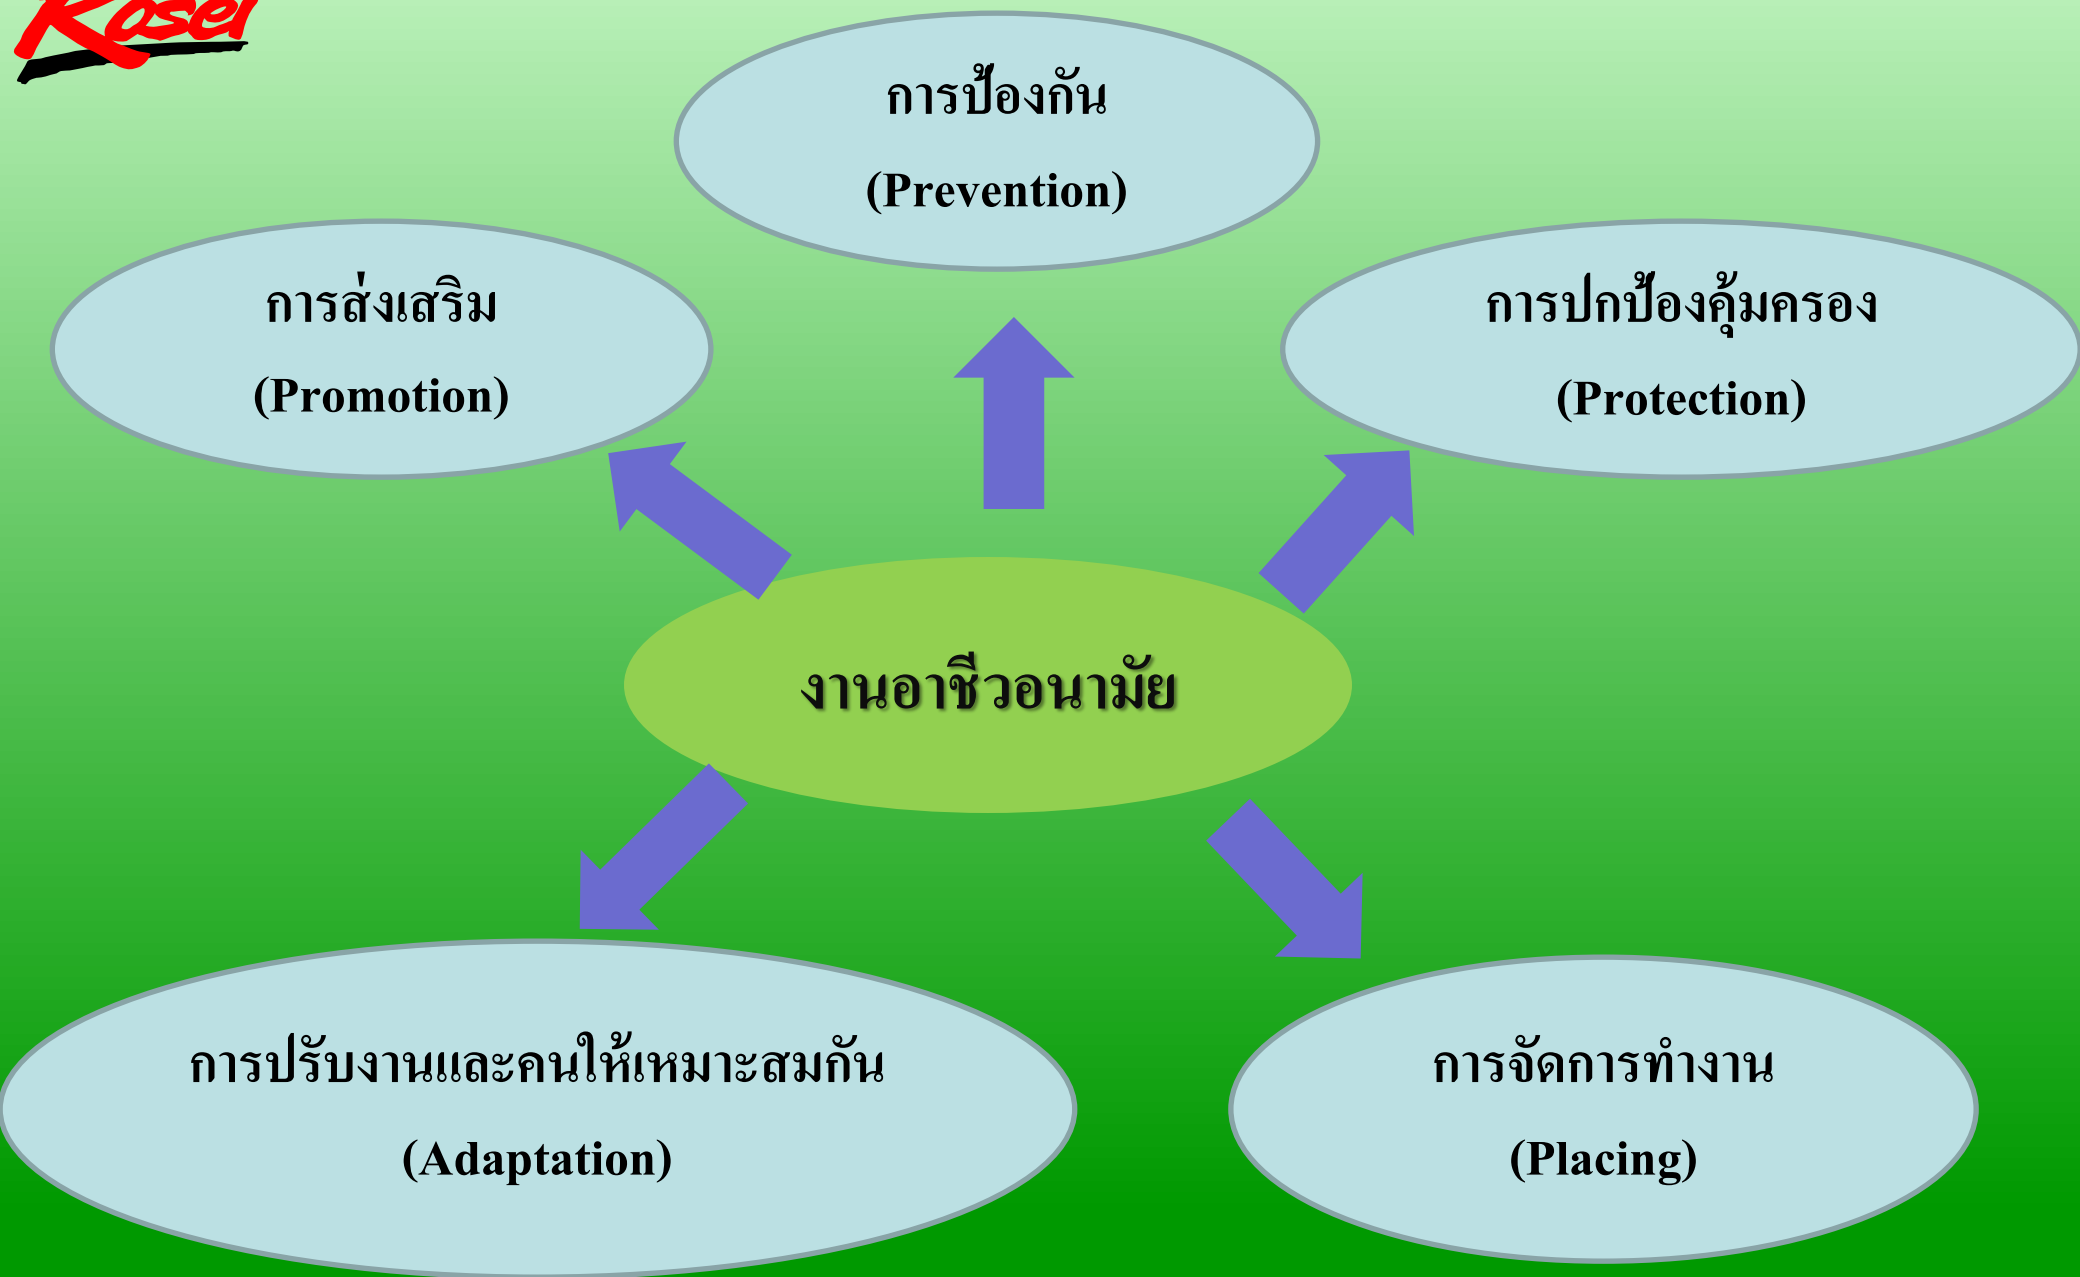 Rosel
การป้องกัน
(Prevention)
การส่งเสริม
(Promotion)
การปกป้องคุ้มครอง
(Protection)
งานอาชีวอนามัย
การปรับงานและคนให้เหมาะสมกัน
(Adaptation)
การจัดการทำงาน
(Placing)